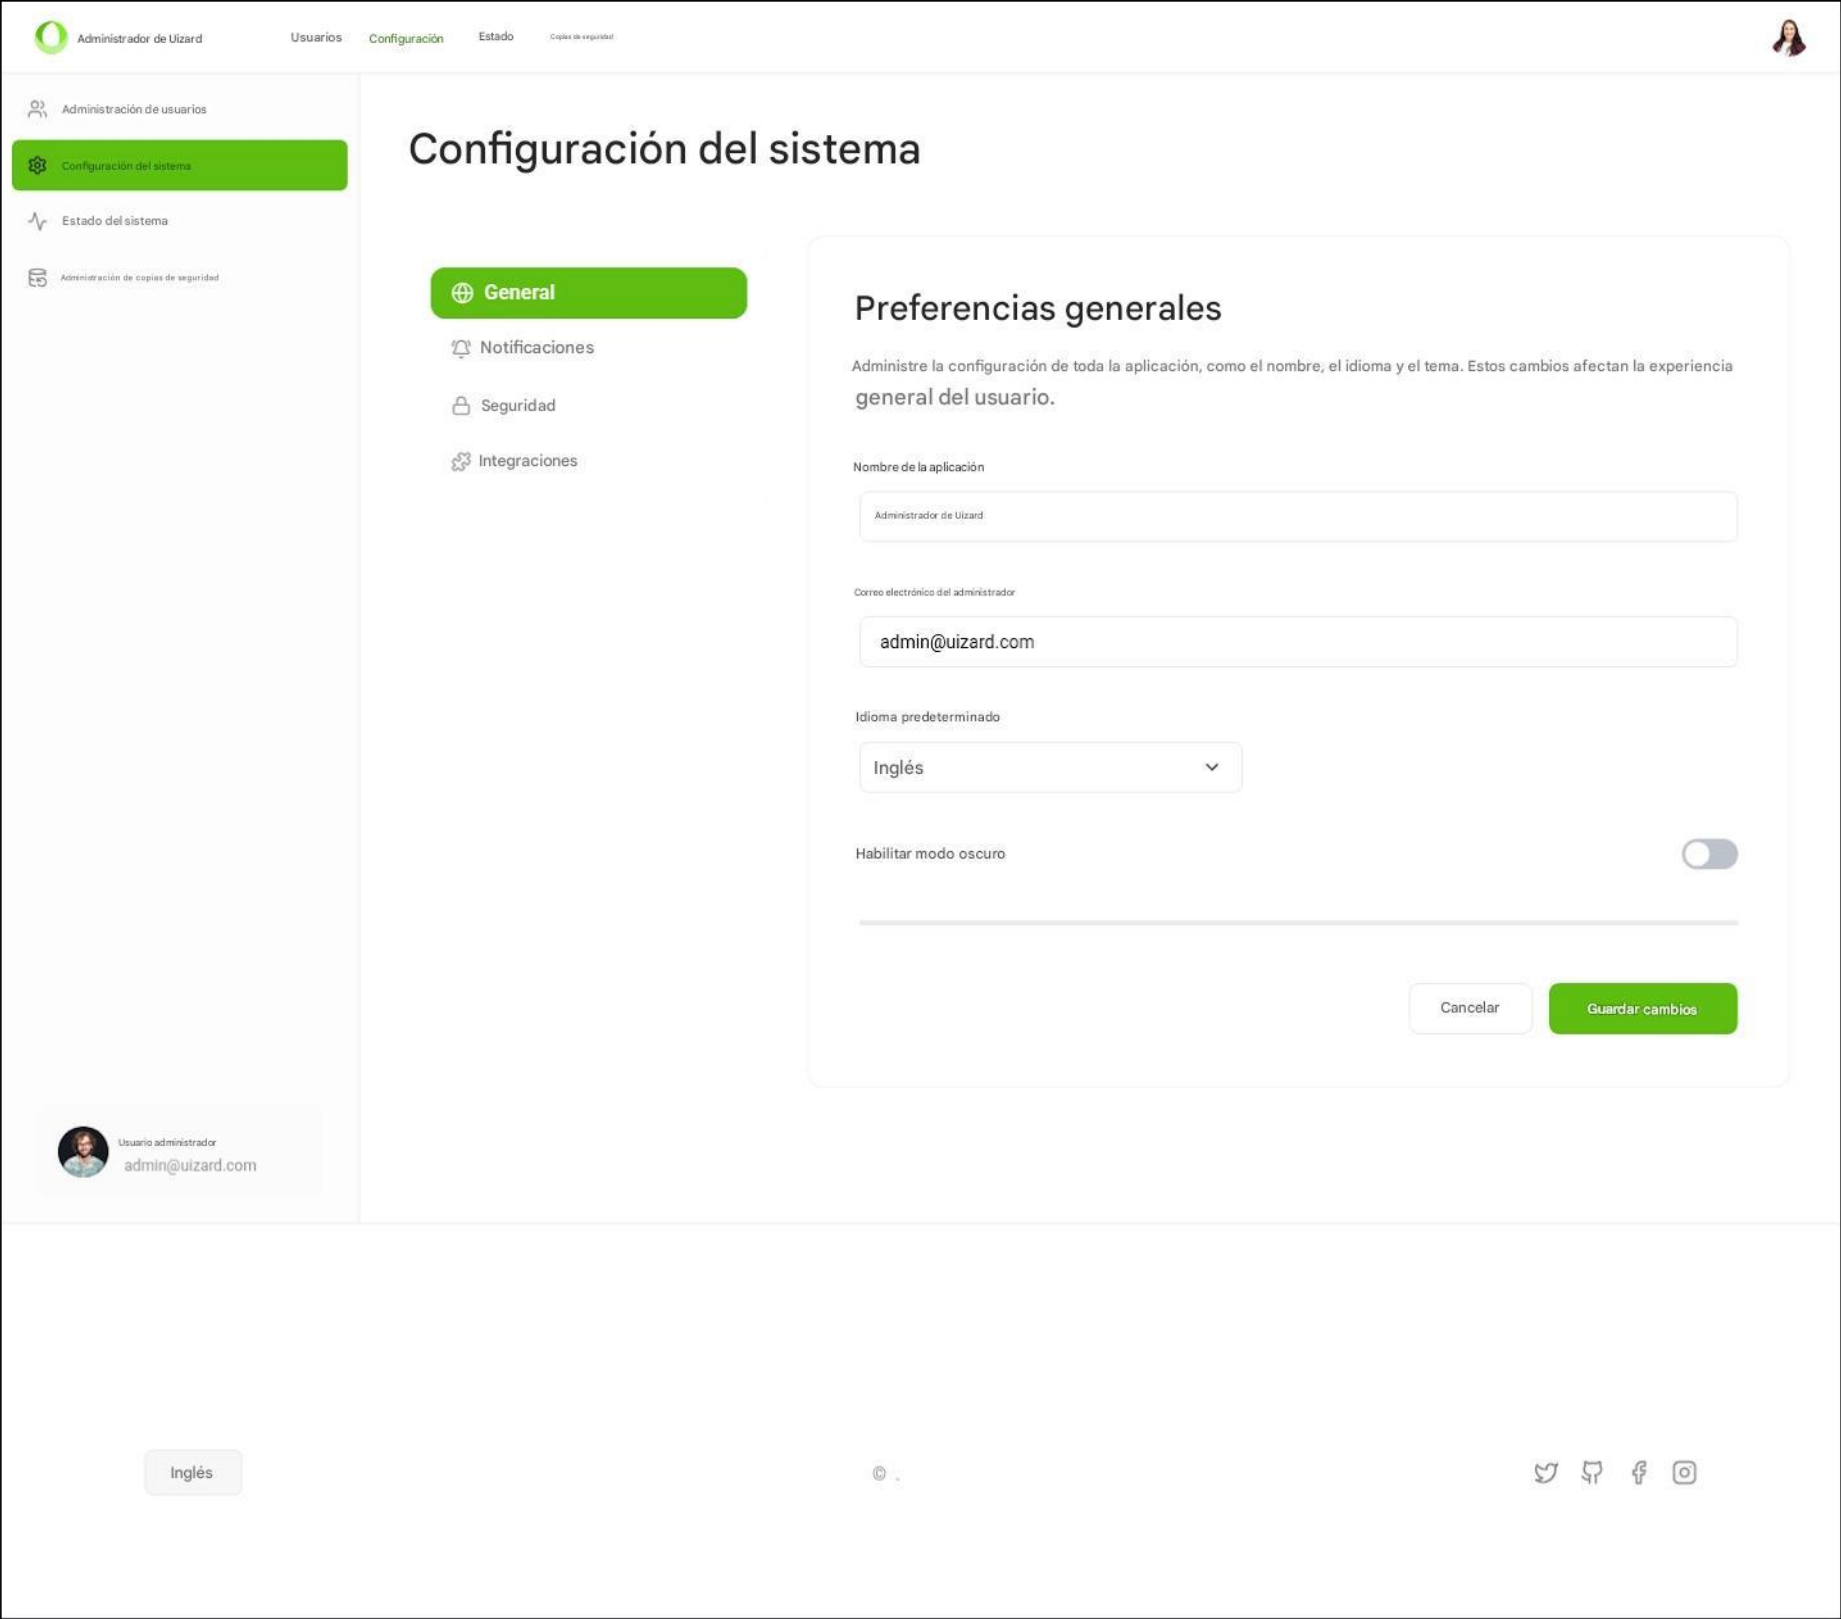 Administrador de Uizard
Usuarios
Configuración
Estado
Copias de seguridad
Administración de usuarios
Configuración del sistema
Estado del sistema
Administración de copias de seguridad
Configuración del sistema
General
Notificaciones
Seguridad
Integraciones
Preferencias generales
Administre la configuración de toda la aplicación, como el nombre, el idioma y el tema. Estos cambios afectan la experiencia
general del usuario.
Nombre de la aplicación
Administrador de Uizard
Correo electrónico del administrador
admin@uizard.com
Idioma predeterminado
Inglés
Habilitar modo oscuro
Cancelar
Guardar cambios
Usuario administrador
admin@uizard.com
Inglés
© .